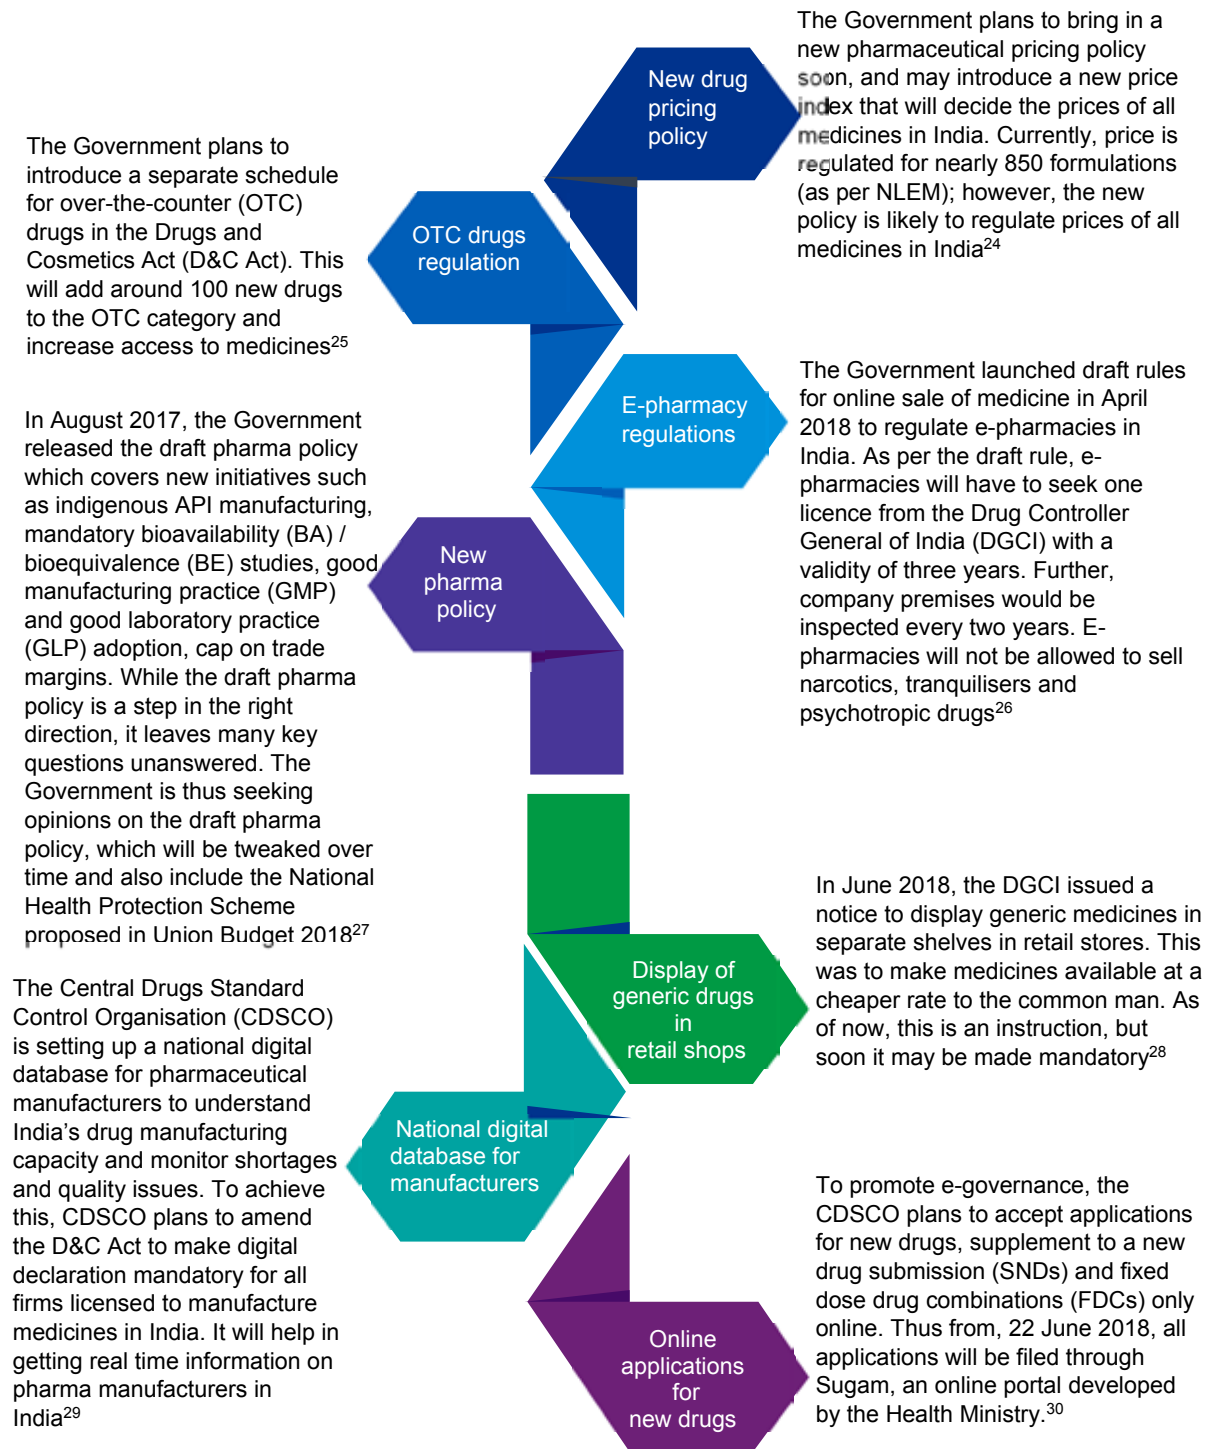 New drug
pricing
policy
The Government plans to bring in a
new pharmaceutical pricing policy
soon, and may introduce a new price
index that will decide the prices of all
medicines in India. Currently, price is
regulated for nearly 850 formulations
(as per NLEM); however, the new
policy is likely to regulate prices of all
medicines in India24
The Government plans to
introduce a separate schedule
for over-the-counter (OTC)
drugs in the Drugs and
Cosmetics Act (D&C Act). This
will add around 100 new drugs
to the OTC category and
increase access to medicines25
OTC drugs
regulation
E-pharmacy
regulations
The Government launched draft rules
for online sale of medicine in April
2018 to regulate e-pharmacies in
India. As per the draft rule, e-
pharmacies will have to seek one
licence from the Drug Controller
General of India (DGCI) with a
validity of three years. Further,
company premises would be
inspected every two years. E-
pharmacies will not be allowed to sell
narcotics, tranquilisers and
psychotropic drugs26
In August 2017, the Government
released the draft pharma policy
which covers new initiatives such
as indigenous API manufacturing,
mandatory bioavailability (BA) /
bioequivalence (BE) studies, good
manufacturing practice (GMP)
and good laboratory practice
(GLP) adoption, cap on trade
margins. While the draft pharma
policy is a step in the right
direction, it leaves many key
questions unanswered. The
Government is thus seeking
opinions on the draft pharma
policy, which will be tweaked over
time and also include the National
Health Protection Scheme
proposed in Union Budget 201827
New
pharma
policy
Display of
generic drugs
in
retail shops
In June 2018, the DGCI issued a
notice to display generic medicines in
separate shelves in retail stores. This
was to make medicines available at a
cheaper rate to the common man. As
of now, this is an instruction, but
soon it may be made mandatory28
The Central Drugs Standard
Control Organisation (CDSCO)
is setting up a national digital
database for pharmaceutical
manufacturers to understand
India’s drug manufacturing
capacity and monitor shortages
and quality issues. To achieve
this, CDSCO plans to amend
the D&C Act to make digital
declaration mandatory for all
firms licensed to manufacture
medicines in India. It will help in
getting real time information on
pharma manufacturers in
India29
National digital
database for
manufacturers
Online
applications
for
new drugs
To promote e-governance, the
CDSCO plans to accept applications
for new drugs, supplement to a new
drug submission (SNDs) and fixed
dose drug combinations (FDCs) only
online. Thus from, 22 June 2018, all
applications will be filed through
Sugam, an online portal developed
by the Health Ministry.30